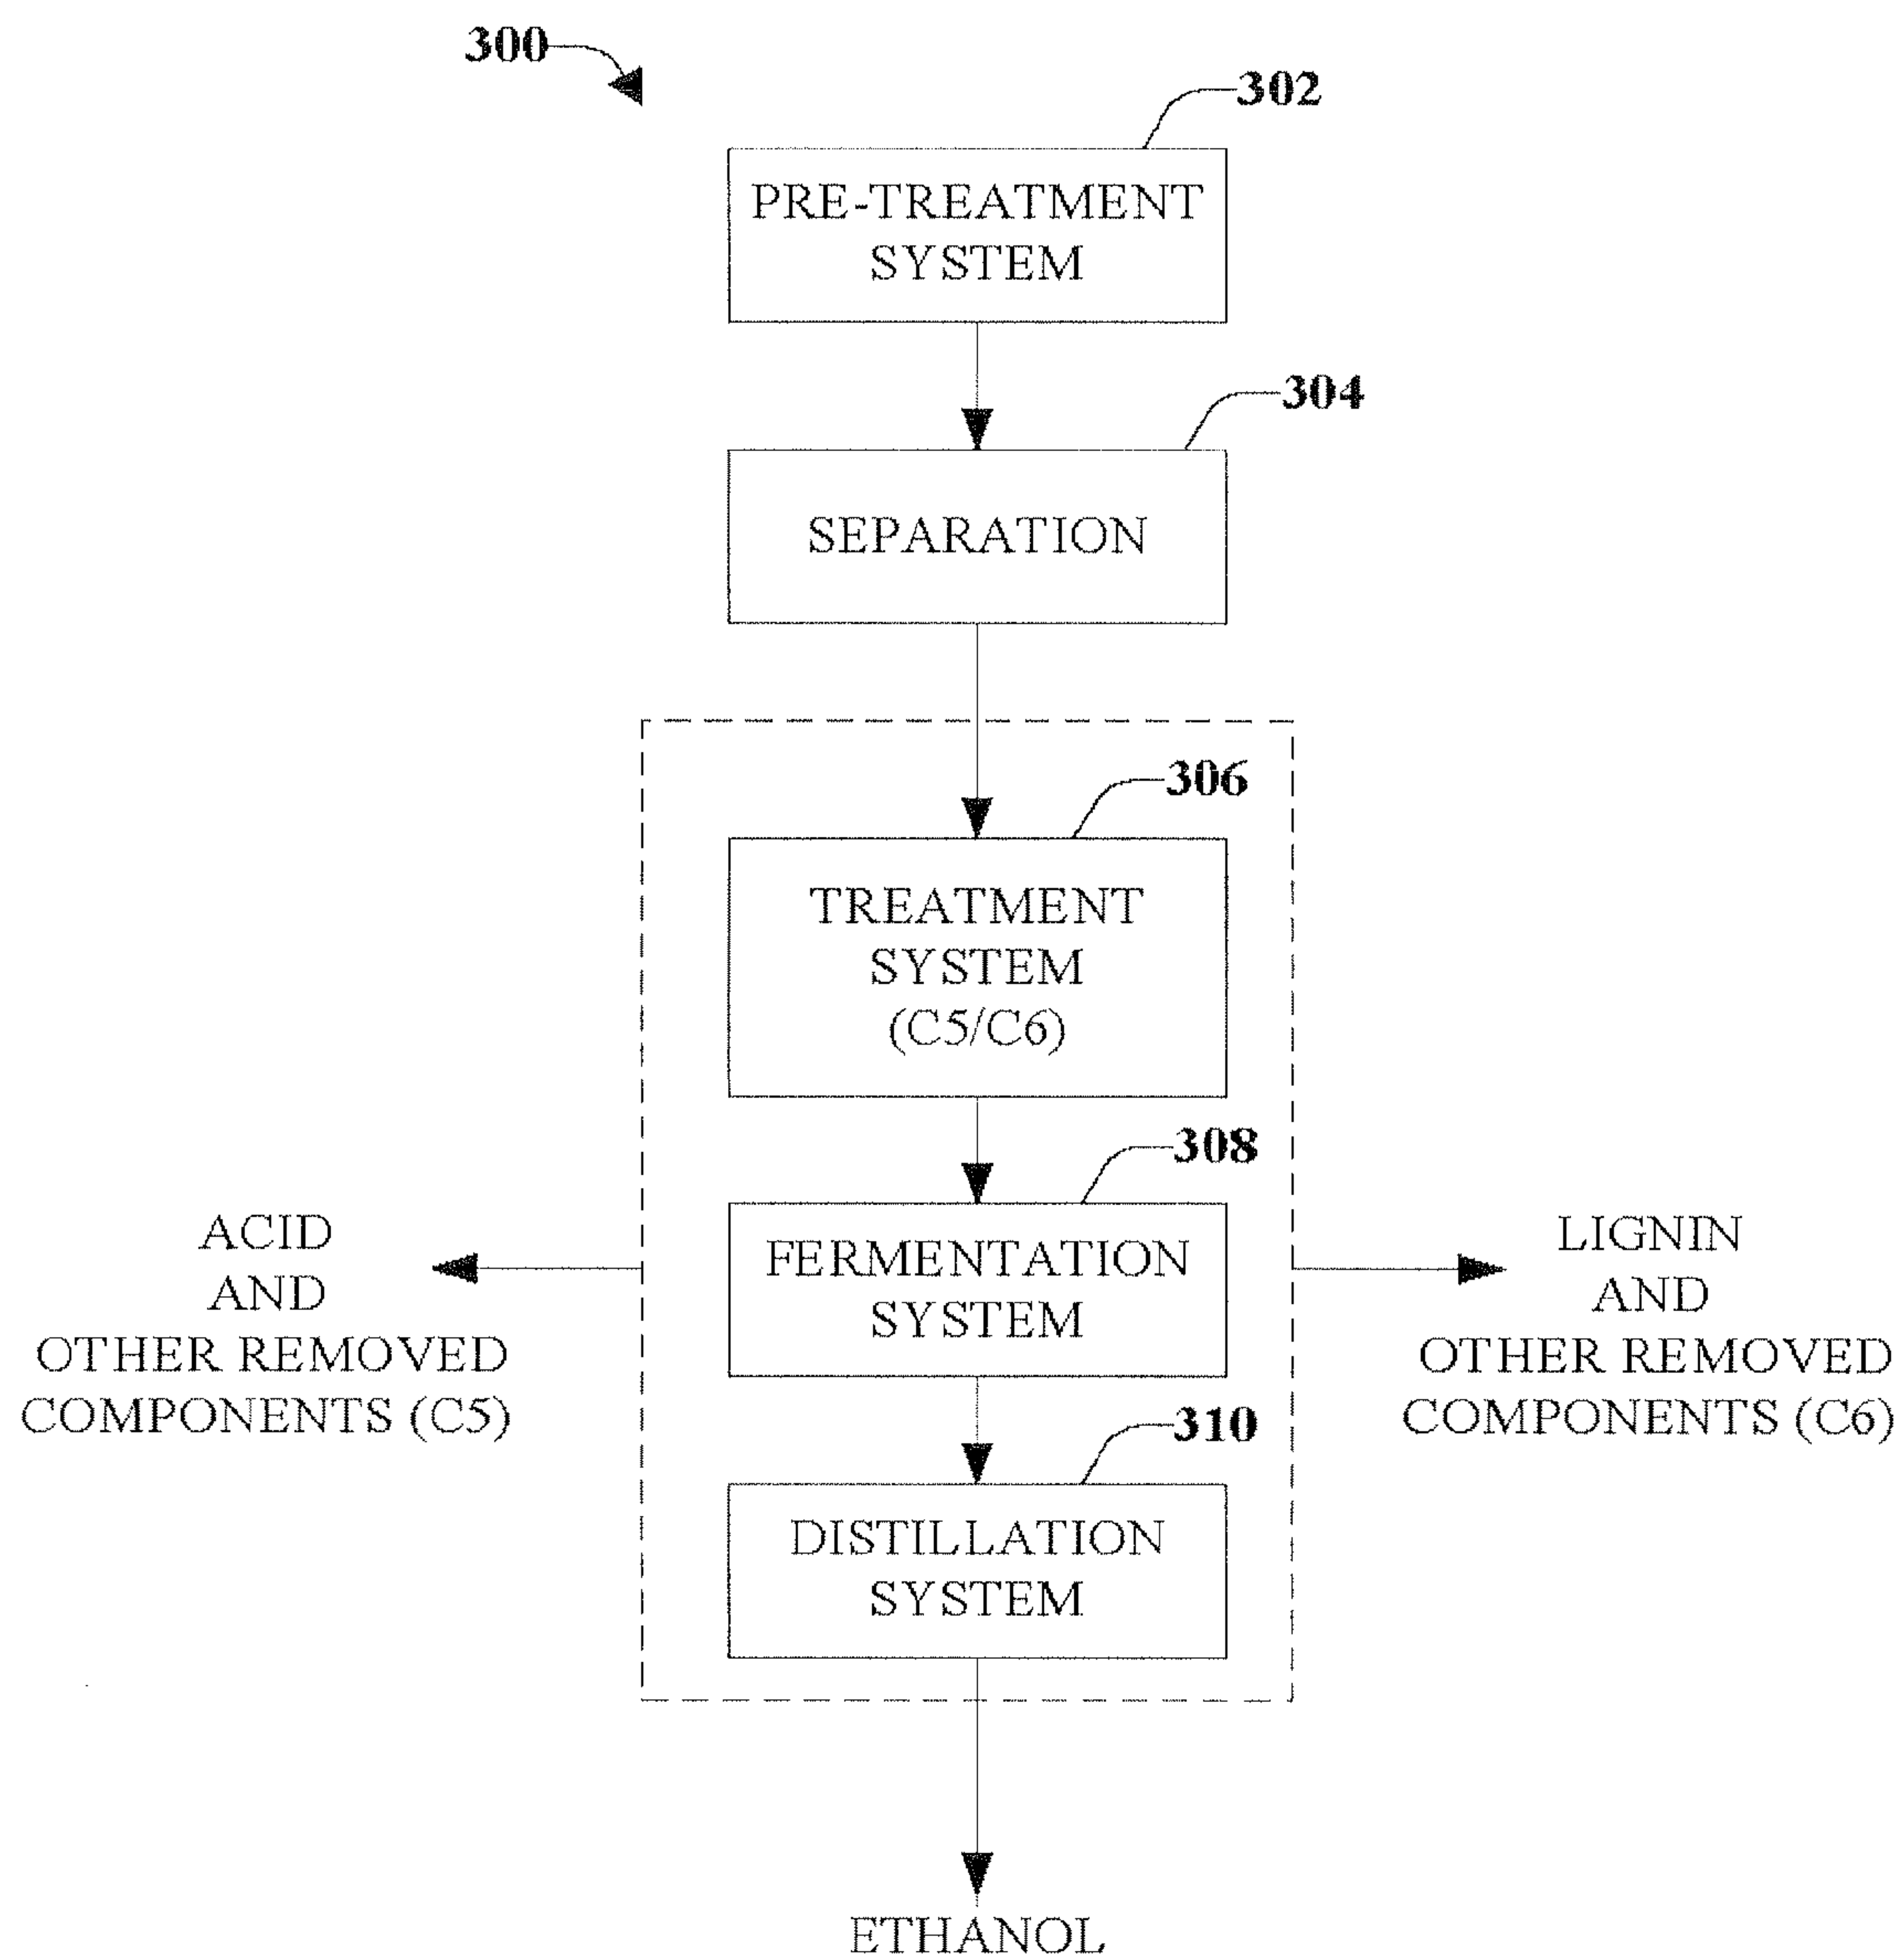 300
302
PRE-TREATMENT
SYSTEM
304
SEPARATION
306
TREATMENT
SYSTEM
(C5/C6)
308
FERMENTATION
SYSTEM
ACID
AND
OTHER REMOVED
COMPONENTS (C5)
LIGNIN
AND
OTHER REMOVED
COMPONENTS (C6)
310
DISTILLATION
SYSTEM
ETHANOL